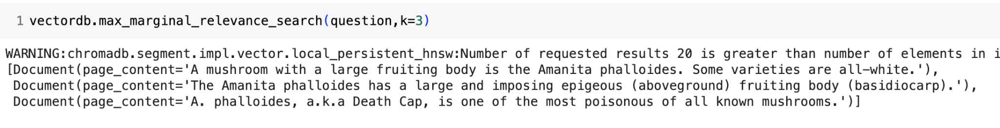 1 vectordb.max_marginal_relevance_search(question,k=3)
WARNING:chromadb.segment.impl.vector.local_persistent_hnsw:Number of requested results 20 is greater than number of elements in i
[Document(page_content='A mushroom with a large fruiting body is the Amanita phalloides. Some varieties are all-white.'),
Document(page_content='The Amanita phalloides has a large and imposing epigeous (aboveground) fruiting body (basidiocarp).'),
Document(page_content='A. phalloides, a.k.a Death Cap, is one of the most poisonous of all known mushrooms.')]